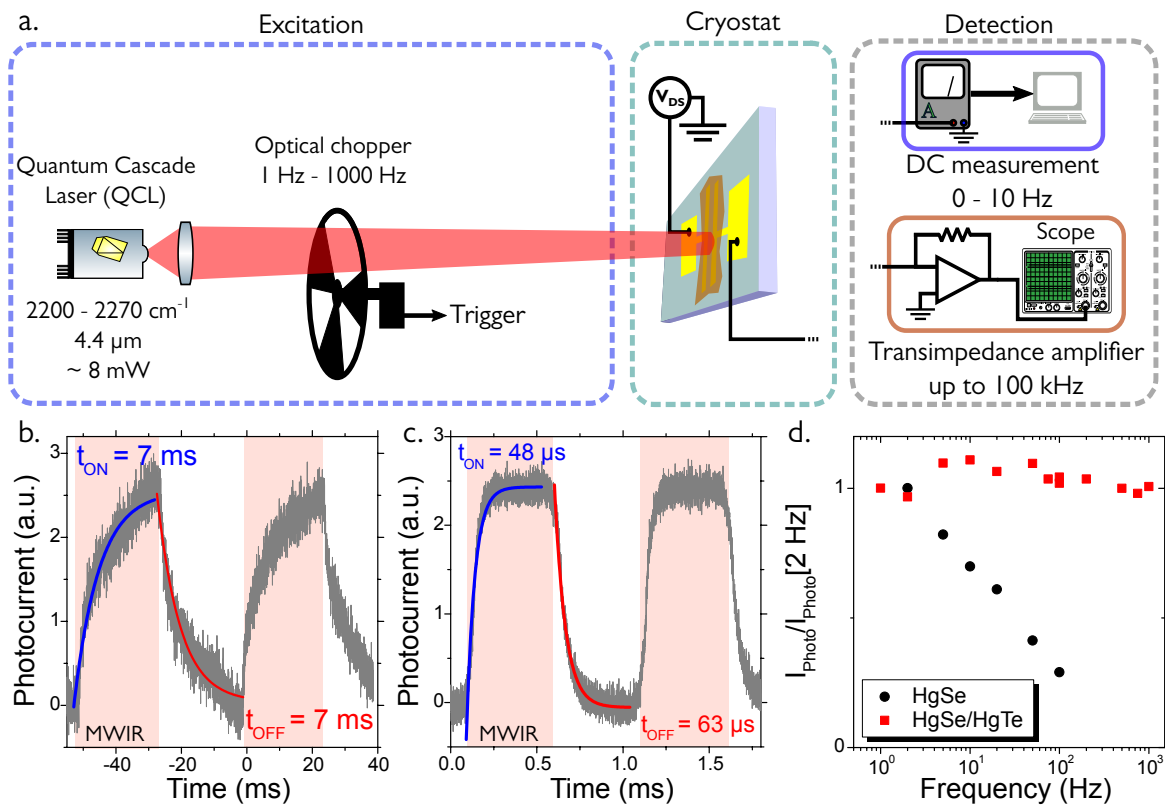 a.
Excitation
Cryostat
Detection
Quantum Cascade
Laser (QCL)
Optical chopper
1 Hz - 1000 Hz
2200 - 2270 cm⁻¹
4.4 µm
~ 8 mW
Trigger
V_DS
A
DC measurement
0 - 10 Hz
Scope
Transimpedance amplifier
up to 100 kHz
b.
t_ON = 7 ms
t_OFF = 7 ms
MWIR
Photocurrent (a.u.)
3
2
1
0
-40 -20 0 20 40
Time (ms)
c.
t_ON = 48 µs
t_OFF = 63 µs
MWIR
Photocurrent (a.u.)
3
2
1
0
0.0 0.5 1.0 1.5
Time (ms)
d.
I_Photo/I_Photo[2 Hz]
1
0
HgSe
HgSe/HgTe
10⁰ 10¹ 10² 10³
Frequency (Hz)